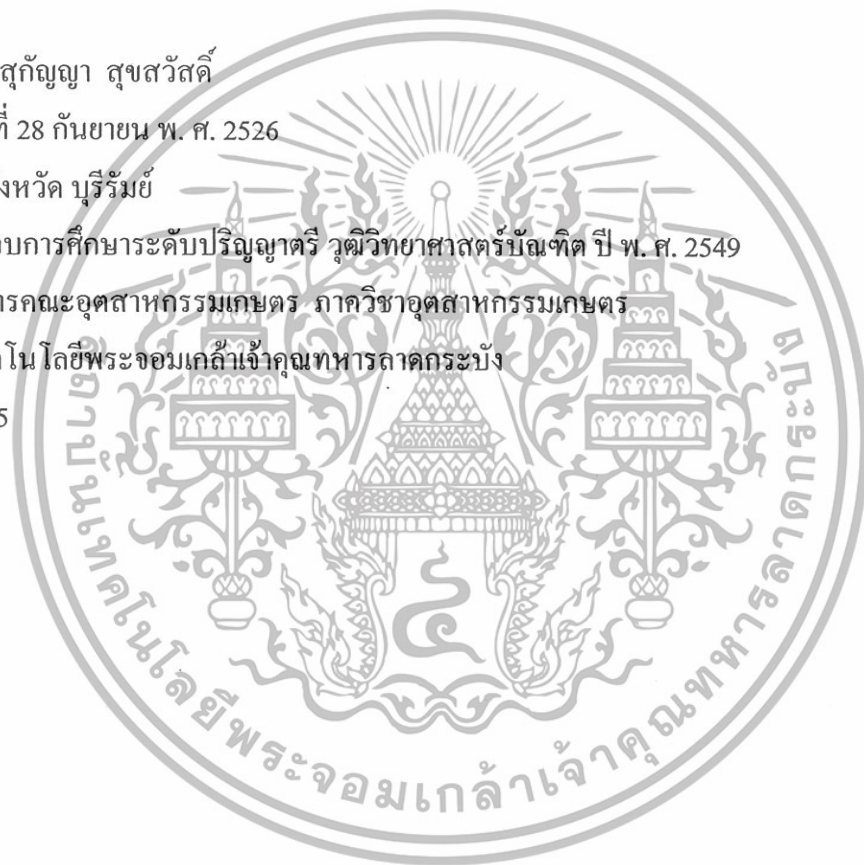 สุกัญญา สุขสวัสดิ์
ที่ 28 กันยายน พ. ศ. 2526
งหวัด บุรีรัมย์
บการศึกษาระดับปริญญาตรี วุฒิวิทยาศาสตร์บัณฑิต ปี พ. ศ. 2549
ารคณะอุตสาหกรรมเกษตร ภาควิชาอุตสาหกรรมเกษตร
คโนโลยีพระจอมเกล้าเจ้าคุณทหารลาดกระบัง
5
สถาบันเทคโนโลยีพระจอมเกล้าเจ้าคุณทหารลาดกระบัง
๔